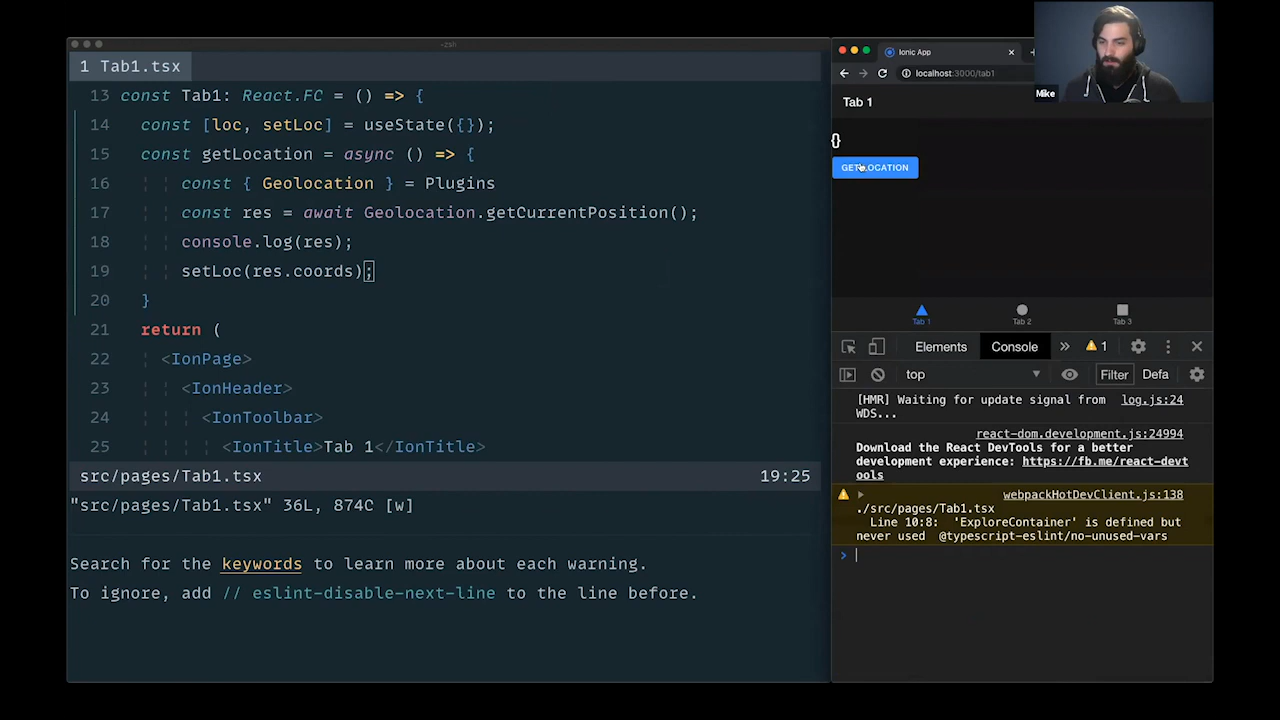 -zsh
1 Tab1.tsx
13 const Tab1: React.FC = () => {
14 const [loc, setLoc] = useState({});
15 const getLocation = async () => {
16 const { Geolocation } = Plugins
17 const res = await Geolocation.getCurrentPosition();
18 console.log(res);
19 setLoc(res.coords);
20 }
21 return (
22 <IonPage>
23 <IonHeader>
24 <IonToolbar>
25 <IonTitle>Tab 1</IonTitle>
src/pages/Tab1.tsx 19:25
"src/pages/Tab1.tsx" 36L, 874C [w]
Search for the keywords to learn more about each warning.
To ignore, add // eslint-disable-next-line to the line before.
Ionic App
localhost:3000/tab1
Mike
Tab 1
{}
GET LOCATION
Tab 1 Tab 2 Tab 3
Elements Console 1
top Filter Defa
[HMR] Waiting for update signal from log.js:24
WDS...
react-dom.development.js:24994
Download the React DevTools for a better
development experience: https://fb.me/react-devt
ools
webpackHotDevClient.js:138
./src/pages/Tab1.tsx
Line 10:8: 'ExploreContainer' is defined but
never used @typescript-eslint/no-unused-vars